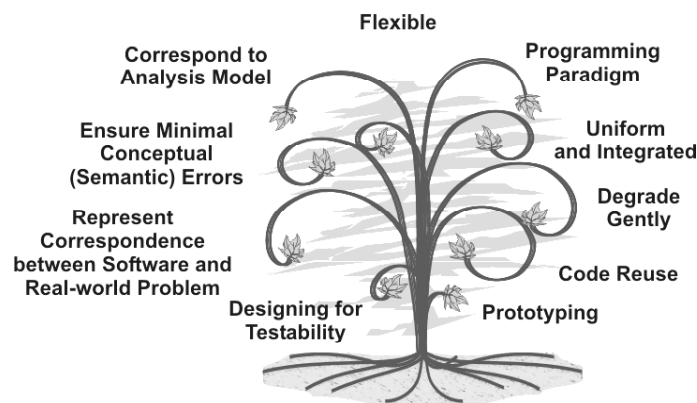 Flexible
Correspond to
Analysis Model
Programming
Paradigm
Ensure Minimal
Conceptual
(Semantic) Errors
Uniform
and Integrated
Represent
Correspondence
between Software and
Real-world Problem
Degrade
Gently
Code Reuse
Designing for
Testability
Prototyping